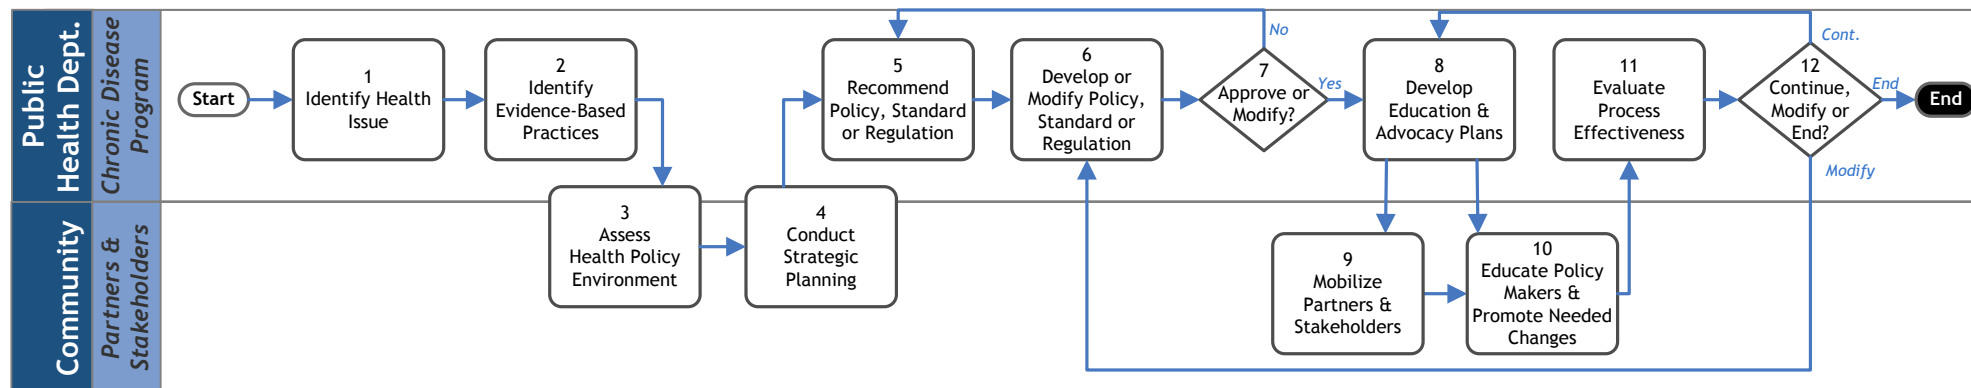 Public
Health Dept.
Chronic Disease
Program
Start
1
Identify Health
Issue
2
Identify
Evidence-Based
Practices
3
Assess
Health Policy
Environment
4
Conduct
Strategic
Planning
5
Recommend
Policy, Standard
or Regulation
6
Develop or
Modify Policy,
Standard or
Regulation
7
Approve or
Modify?
No
Yes
8
Develop
Education &
Advocacy Plans
9
Mobilize
Partners &
Stakeholders
10
Educate Policy
Makers &
Promote Needed
Changes
11
Evaluate
Process
Effectiveness
12
Continue,
Modify or
End?
Cont.
End
Modify
End
Community
Partners &
Stakeholders